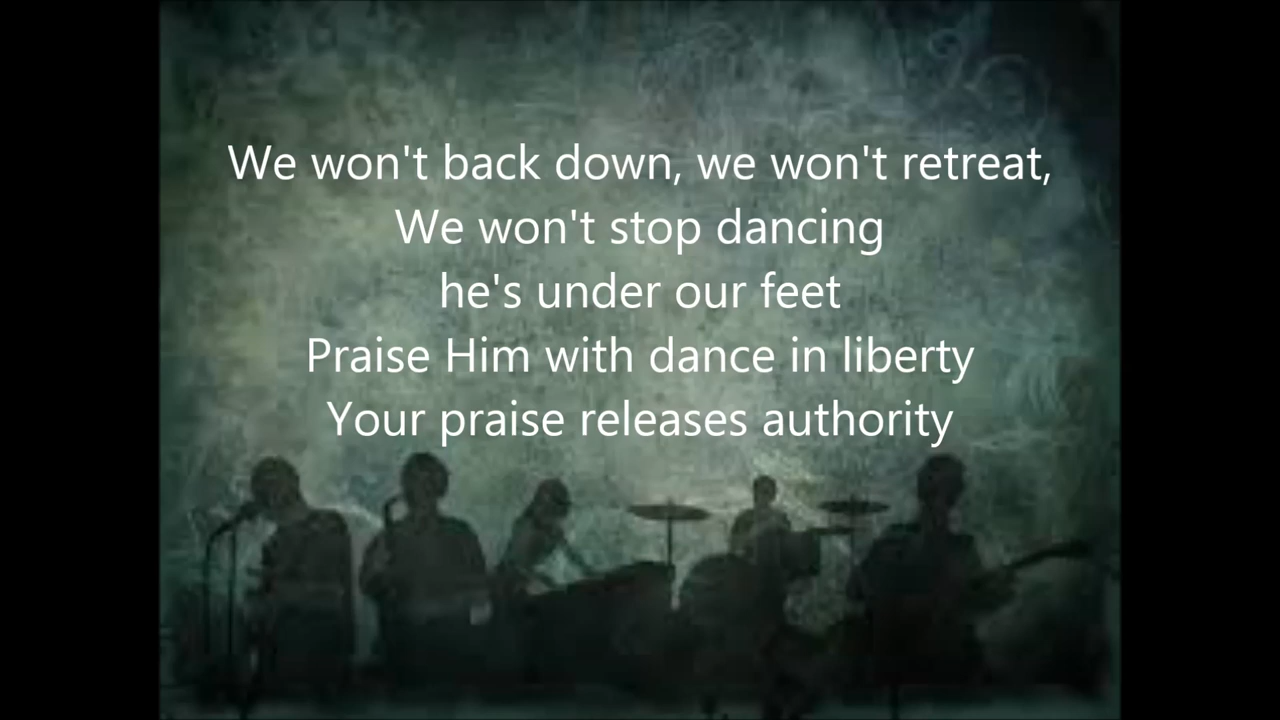 We won't back down, we won't retreat,
We won't stop dancing
he's under our feet
Praise Him with dance in liberty
Your praise releases authority